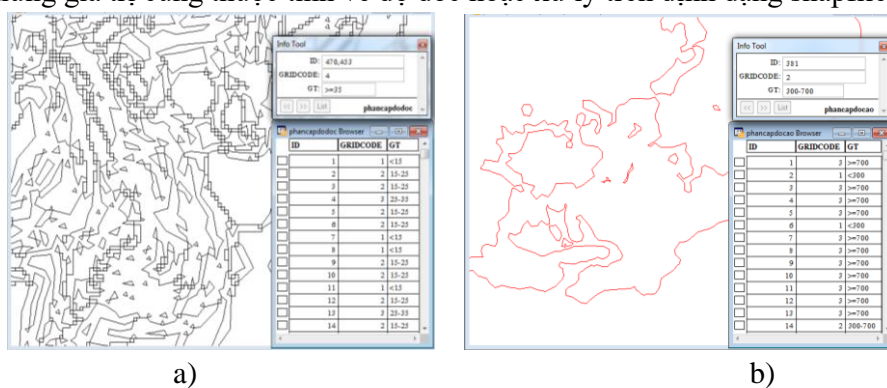 Info Tool
ID: 470,453
GRIDCODE: 4
GT: >=35
<< >> List phancapdodoc
phancapdodoc Browser
ID GRIDCODE GT
1 1 <15
2 2 15-25
3 2 15-25
4 3 25-35
5 2 15-25
6 2 15-25
7 1 <15
8 1 <15
9 2 15-25
10 2 15-25
11 1 <15
12 2 15-25
13 3 25-35
14 2 15-25
a)
Info Tool
ID: 381
GRIDCODE: 2
GT: 300-700
<< >> List phancapdocao
phancapdocao Browser
ID GRIDCODE GT
1 3 >=700
2 1 <300
3 3 >=700
4 3 >=700
5 3 >=700
6 1 <300
7 3 >=700
8 3 >=700
9 3 >=700
10 3 >=700
11 3 >=700
12 3 >=700
13 3 >=700
14 2 300-700
b)